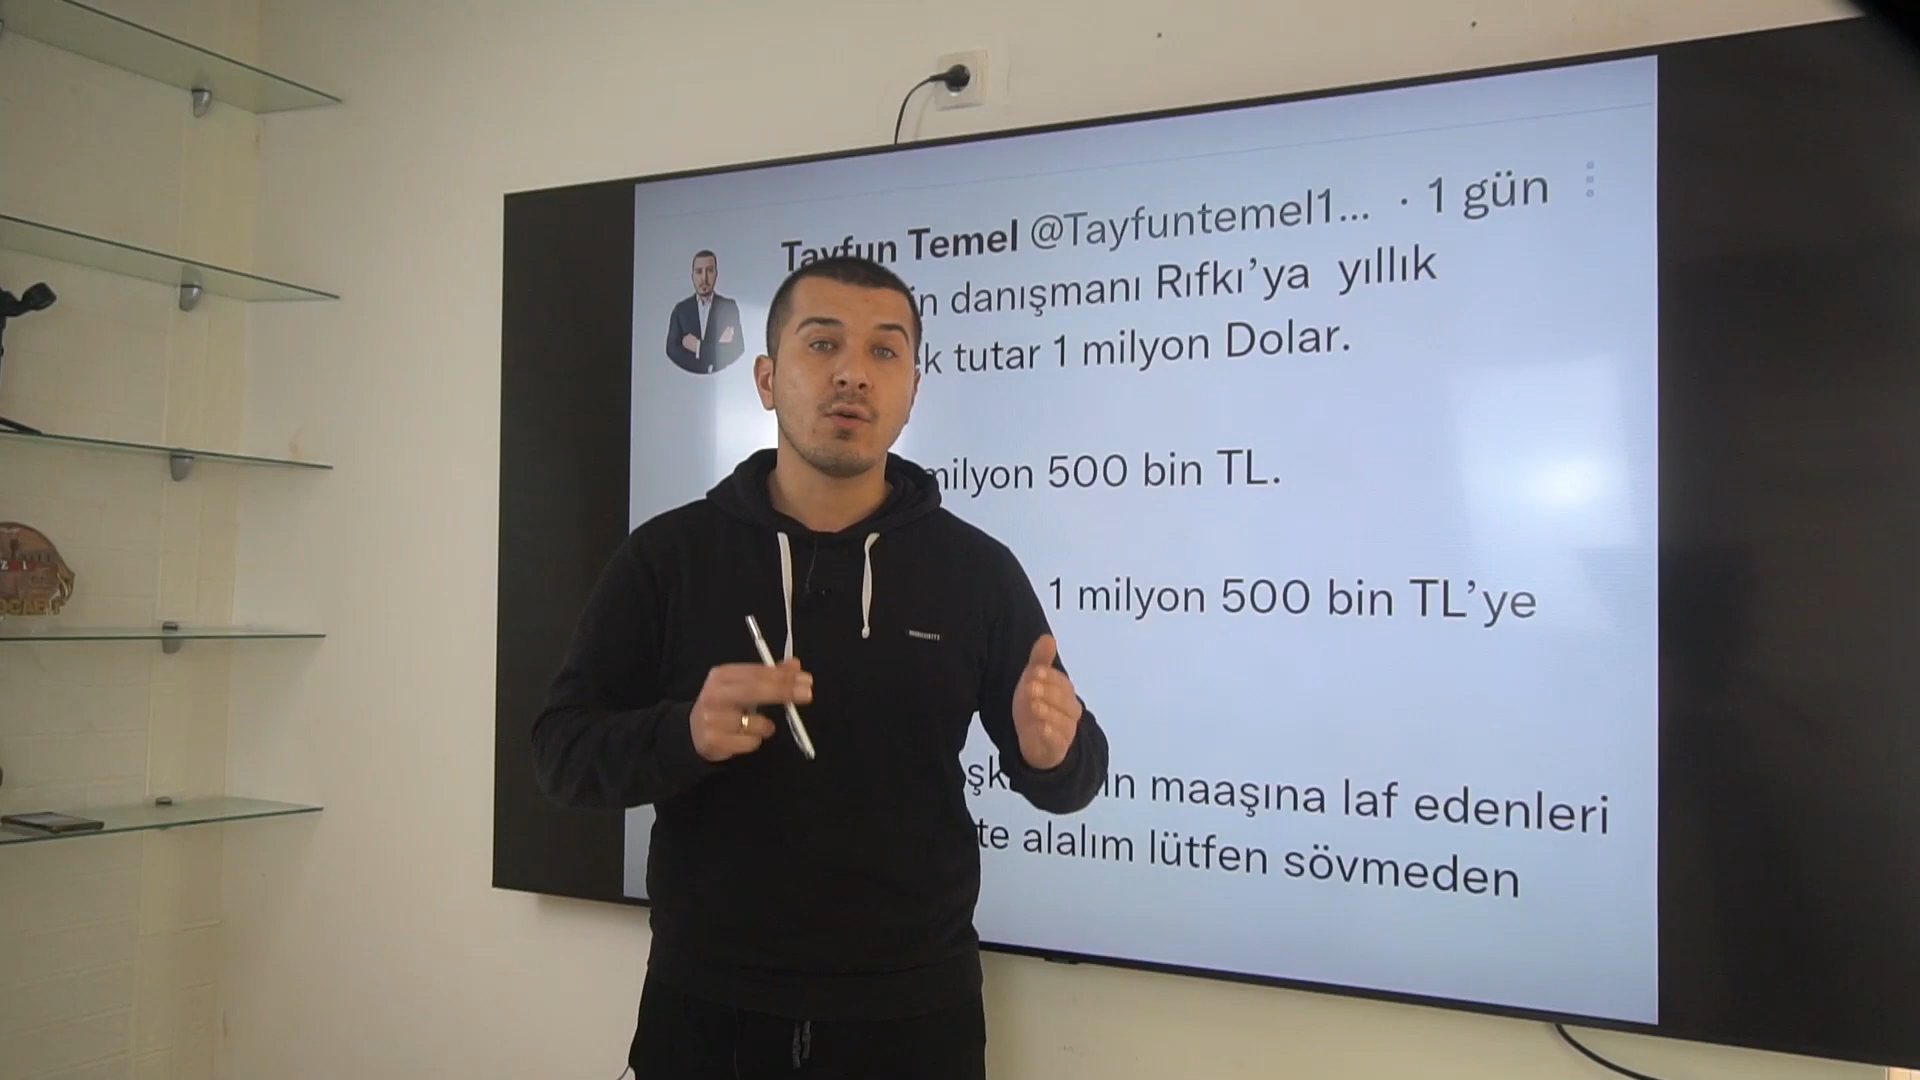 Tayfun Temel @Tayfuntemel1... · 1 gün
danışmanı Rıfkı’ya yıllık
tutar 1 milyon Dolar.
milyon 500 bin TL.
1 milyon 500 bin TL’ye
maaşına laf edenleri
alalım lütfen sövmeden